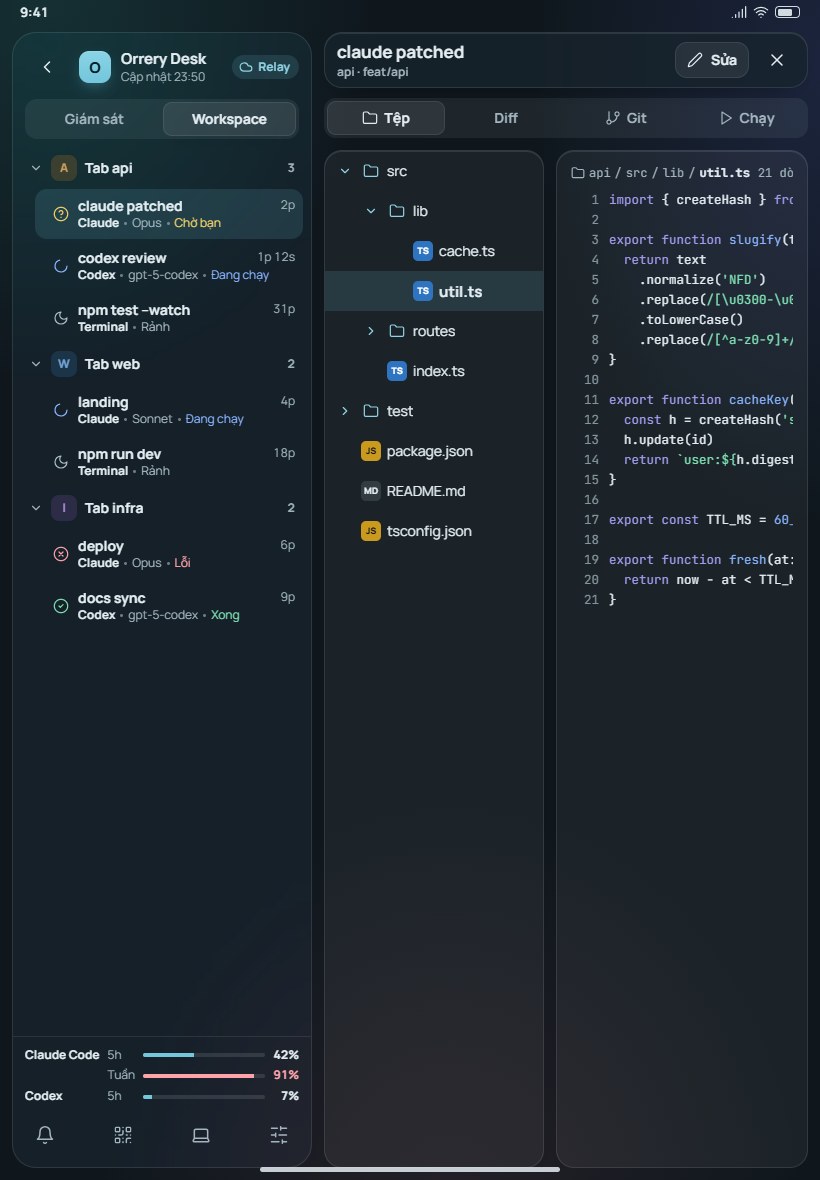 9:41
O
Orrery Desk
Cập nhật 23:50
Relay
Giám sát
Workspace
A Tab api 3
claude patched 2p
Claude • Opus • Chờ bạn
codex review 1p 12s
Codex • gpt-5-codex • Đang chạy
npm test –watch 31p
Terminal • Rảnh
W Tab web 2
landing 4p
Claude • Sonnet • Đang chạy
npm run dev 18p
Terminal • Rảnh
I Tab infra 2
deploy 6p
Claude • Opus • Lỗi
docs sync 9p
Codex • gpt-5-codex • Xong
Claude Code 5h 42%
Tuần 91%
Codex 5h 7%
claude patched
api · feat/api
Sửa
Tệp
Diff
Git
Chạy
src
lib
TS cache.ts
TS util.ts
routes
TS index.ts
test
JS package.json
MD README.md
JS tsconfig.json
api / src / lib / util.ts 21 dò
1 import { createHash } fro
2
3 export function slugify(t
4 return text
5 .normalize('NFD')
6 .replace(/[\u0300-\u0
7 .toLowerCase()
8 .replace(/[^a-z0-9]+/
9 }
10
11 export function cacheKey(
12 const h = createHash('s
13 h.update(id)
14 return `user:${h.digest
15 }
16
17 export const TTL_MS = 60_
18
19 export function fresh(at:
20 return now - at < TTL_M
21 }